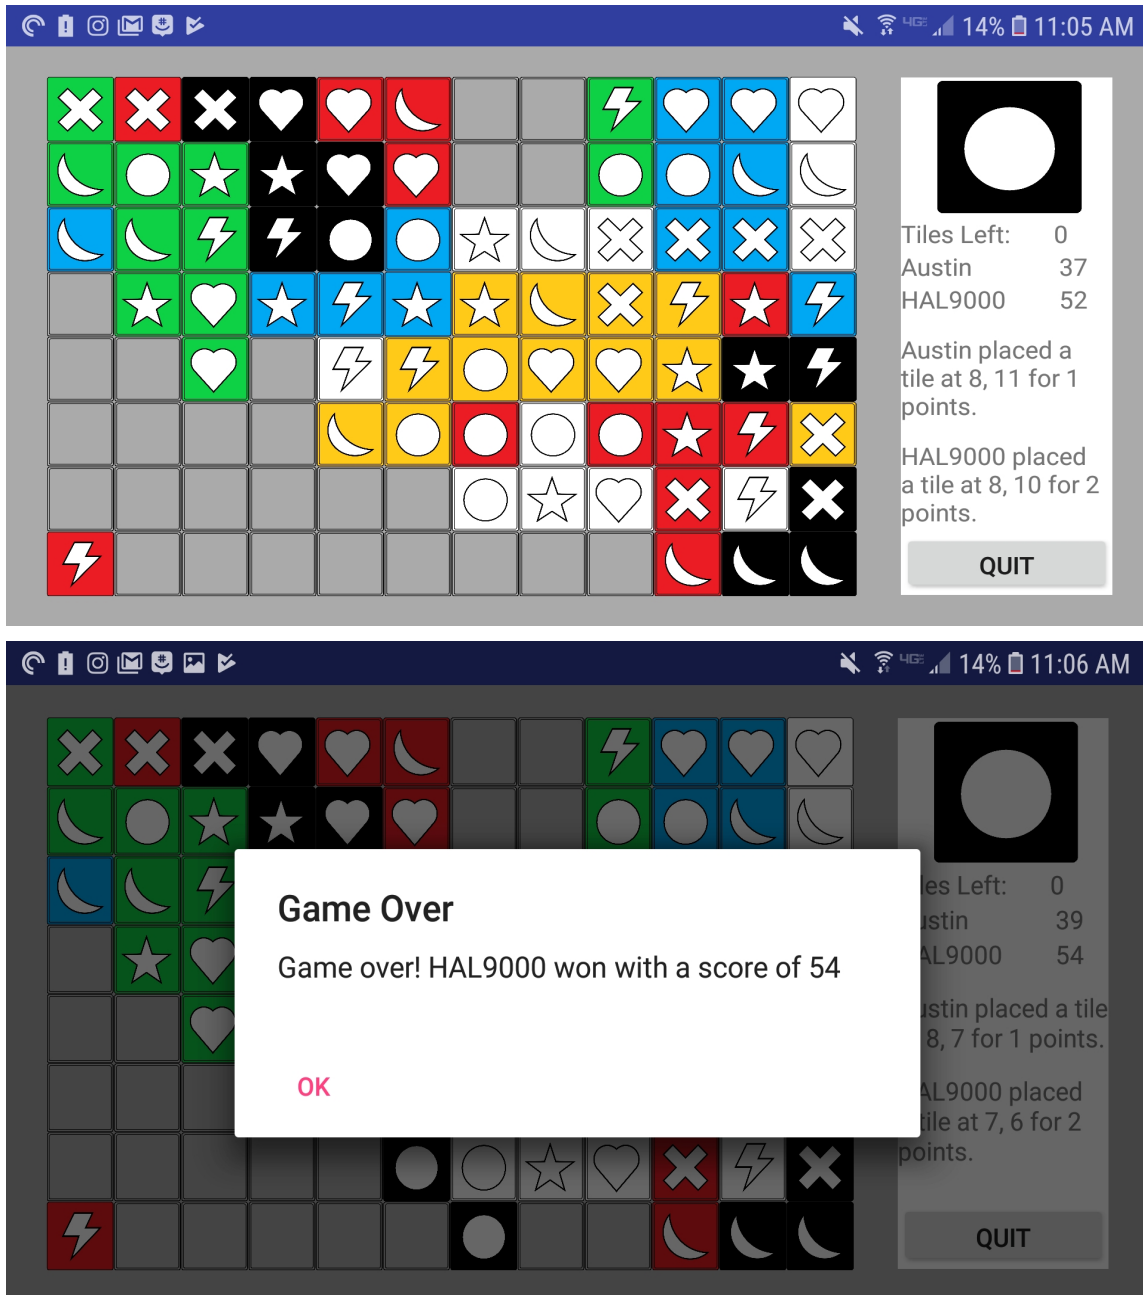 4GE 14% 11:05 AM
Tiles Left: 0
Austin 37
HAL9000 52
Austin placed a
tile at 8, 11 for 1
points.
HAL9000 placed
a tile at 8, 10 for 2
points.
QUIT
4GE 14% 11:06 AM
les Left: 0
ustin 39
AL9000 54
ustin placed a tile
8, 7 for 1 points.
AL9000 placed
tile at 7, 6 for 2
points.
Game Over
Game over! HAL9000 won with a score of 54
OK
QUIT